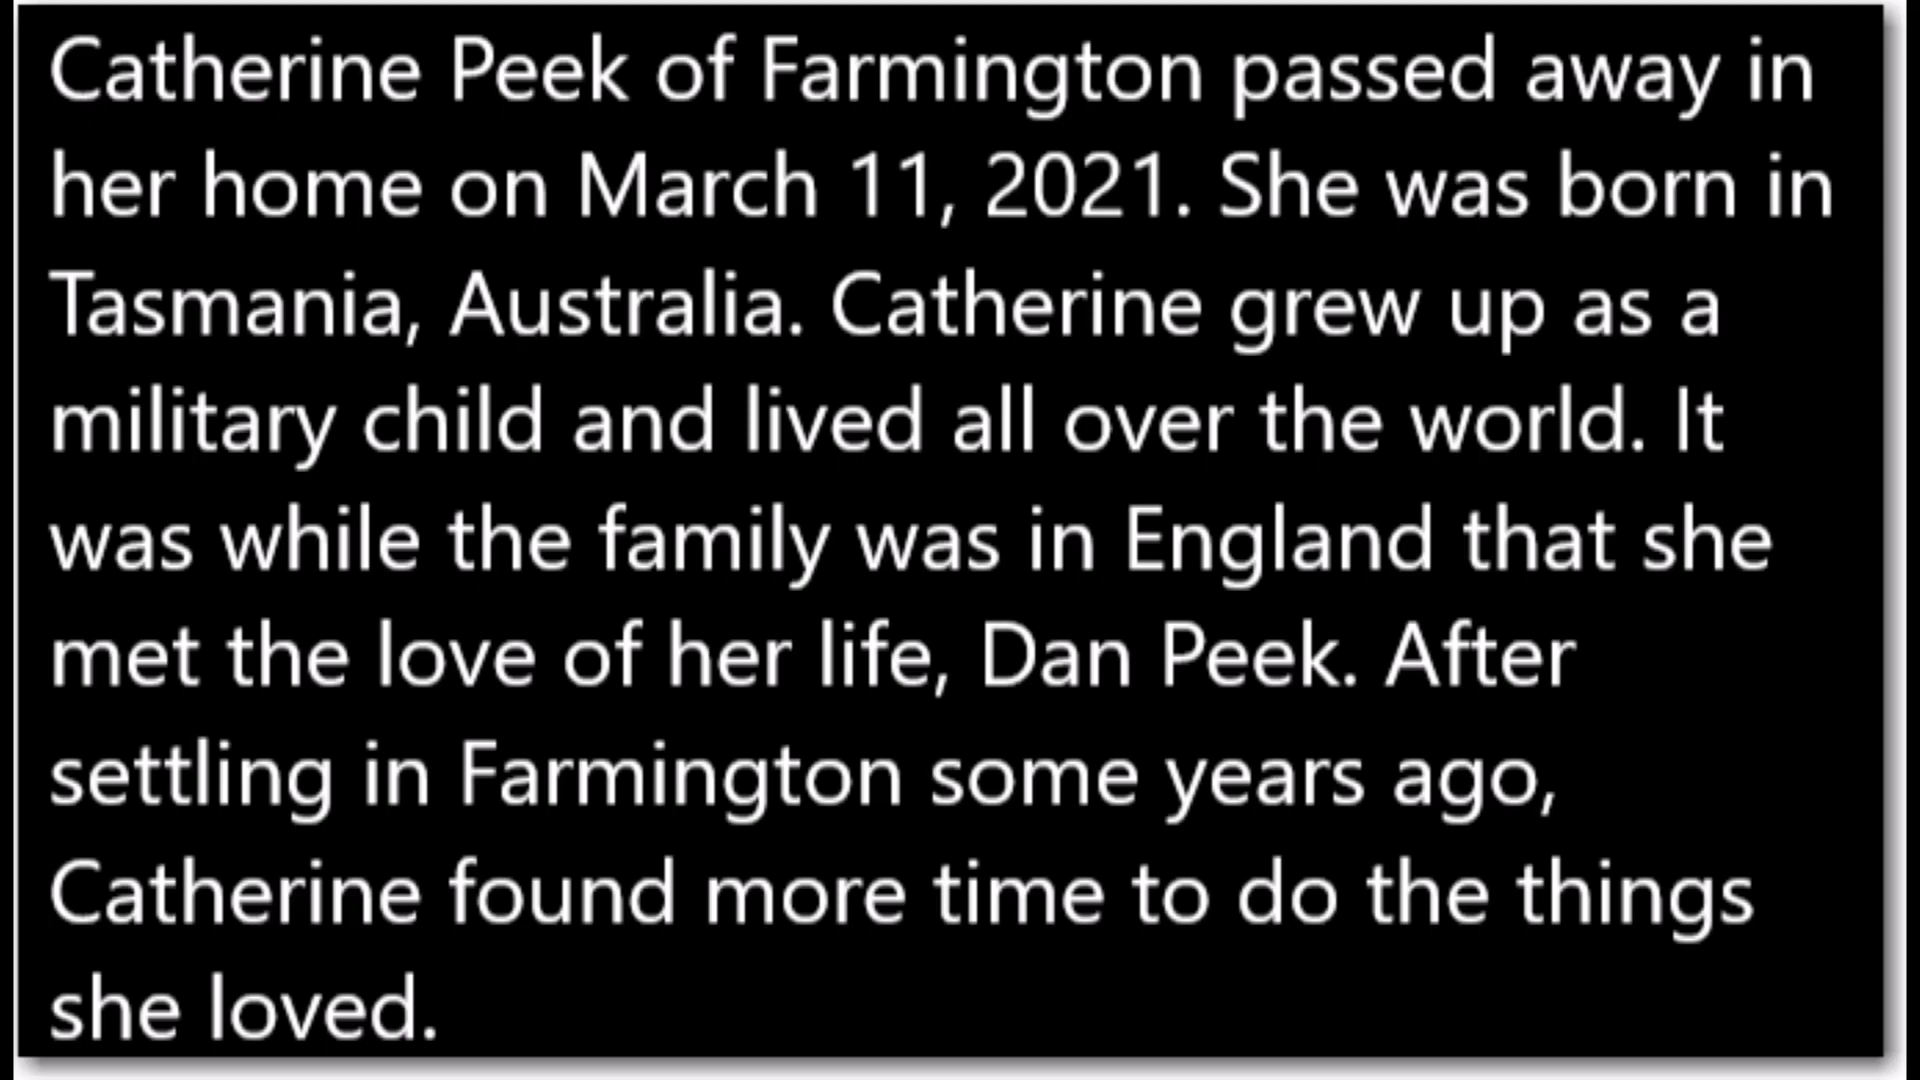 Catherine Peek of Farmington passed away in
her home on March 11, 2021. She was born in
Tasmania, Australia. Catherine grew up as a
military child and lived all over the world. It
was while the family was in England that she
met the love of her life, Dan Peek. After
settling in Farmington some years ago,
Catherine found more time to do the things
she loved.